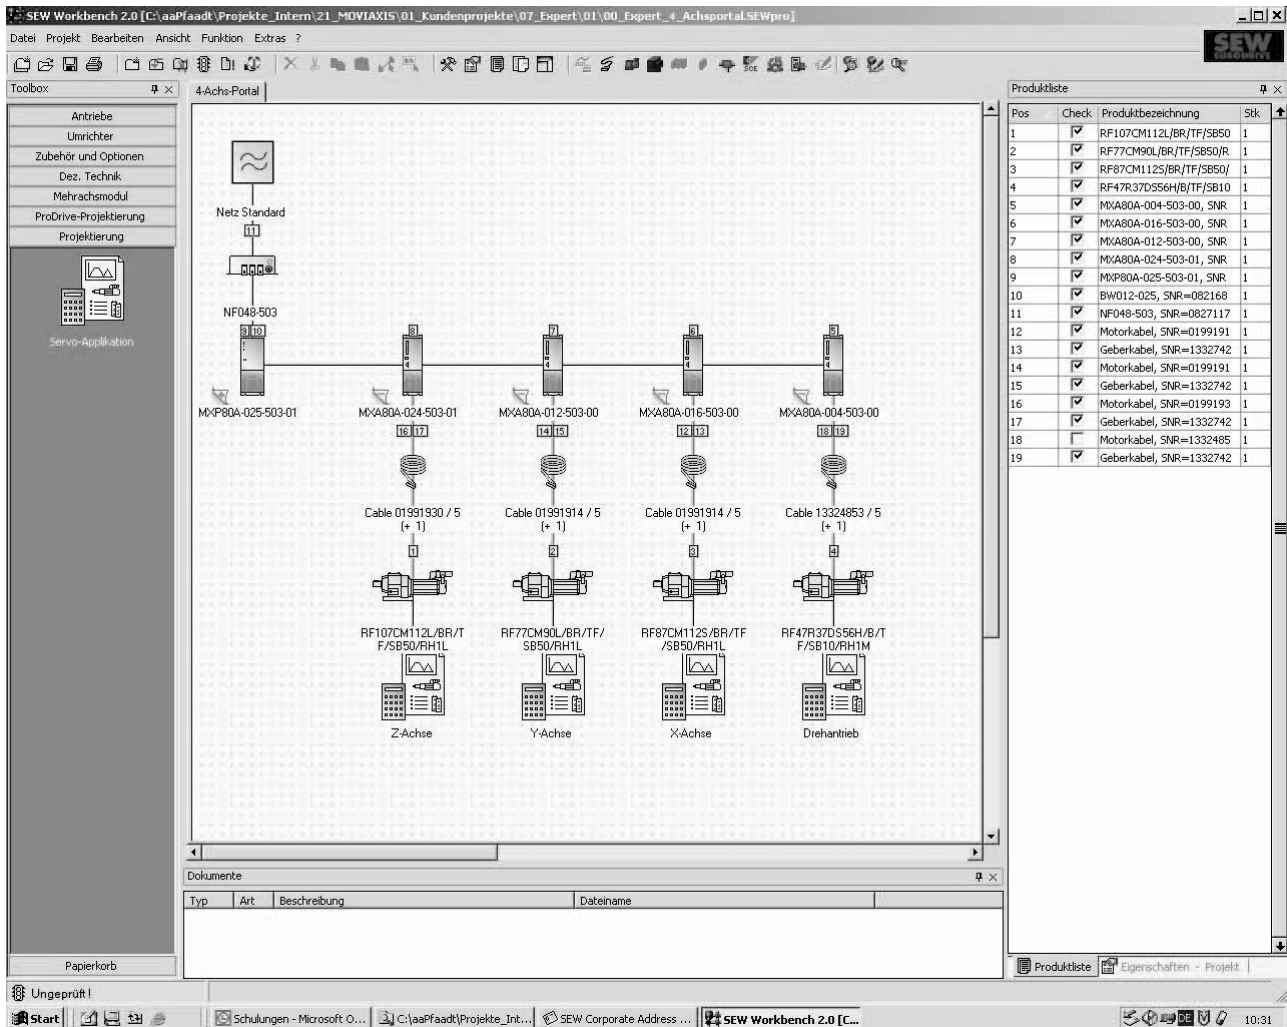 SEW Workbench 2.0 [C:\aaPfaadt\Projekte_Intern\21_MOVIAXIS\01_Kundenprojekte\07_Expert\01\00_Expert_4_Achsportal.SEWpro]
Datei Projekt Bearbeiten Ansicht Funktion Extras ?
SEW
EURODRIVE
Toolbox
4-Achs-Portal
Produktliste
Antriebe
Umrichter
Zubehör und Optionen
Dez. Technik
Mehrachsmodul
ProDrive-Projektierung
Projektierung
Servo-Applikation
Papierkorb
Netz Standard
11
NF048-503
9 10
8
7
6
5
MXP80A-025-503-01
MXA80A-024-503-01
MXA80A-012-503-00
MXA80A-016-503-00
MXA80A-004-503-00
16 17
14 15
12 13
18 19
Cable 01991930 / 5
(+ 1)
Cable 01991914 / 5
(+ 1)
Cable 01991914 / 5
(+ 1)
Cable 13324853 / 5
(+ 1)
1
2
3
4
RF107CM112L/BR/T
F/SB50/RH1L
RF77CM90L/BR/TF/
SB50/RH1L
RF87CM112S/BR/TF
/SB50/RH1L
RF47R37DS56H/B/T
F/SB10/RH1M
Z-Achse
Y-Achse
X-Achse
Drehantrieb
Pos Check Produktbezeichnung Stk
1 RF107CM112L/BR/TF/SB50 1
2 RF77CM90L/BR/TF/SB50/R 1
3 RF87CM112S/BR/TF/SB50/ 1
4 RF47R37DS56H/B/TF/SB10 1
5 MXA80A-004-503-00, SNR 1
6 MXA80A-016-503-00, SNR 1
7 MXA80A-012-503-00, SNR 1
8 MXA80A-024-503-01, SNR 1
9 MXP80A-025-503-01, SNR 1
10 BW012-025, SNR=082168 1
11 NF048-503, SNR=0827117 1
12 Motorkabel, SNR=0199191 1
13 Geberkabel, SNR=1332742 1
14 Motorkabel, SNR=0199191 1
15 Geberkabel, SNR=1332742 1
16 Motorkabel, SNR=0199193 1
17 Geberkabel, SNR=1332742 1
18 Motorkabel, SNR=1332485 1
19 Geberkabel, SNR=1332742 1
Dokumente
Typ Art Beschreibung Dateiname
Produktliste Eigenschaften - Projekt
Ungeprüft!
Start Schulungen - Microsoft O... C:\aaPfaadt\Projekte_Int... SEW Corporate Address ... SEW Workbench 2.0 [C... DE 10:31